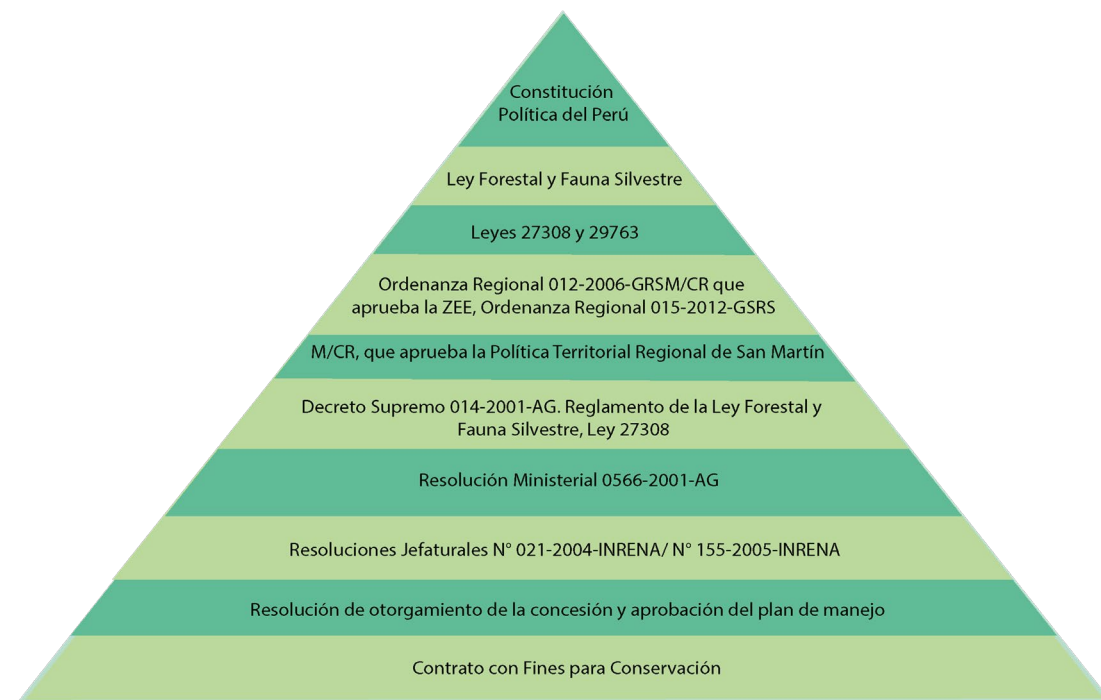 Constitución
Política del Perú
Ley Forestal y Fauna Silvestre
Leyes 27308 y 29763
Ordenanza Regional 012-2006-GRSM/CR que
aprueba la ZEE, Ordenanza Regional 015-2012-GSRS
M/CR, que aprueba la Política Territorial Regional de San Martín
Decreto Supremo 014-2001-AG. Reglamento de la Ley Forestal y
Fauna Silvestre, Ley 27308
Resolución Ministerial 0566-2001-AG
Resoluciones Jefaturales N° 021-2004-INRENA/ N° 155-2005-INRENA
Resolución de otorgamiento de la concesión y aprobación del plan de manejo
Contrato con Fines para Conservación